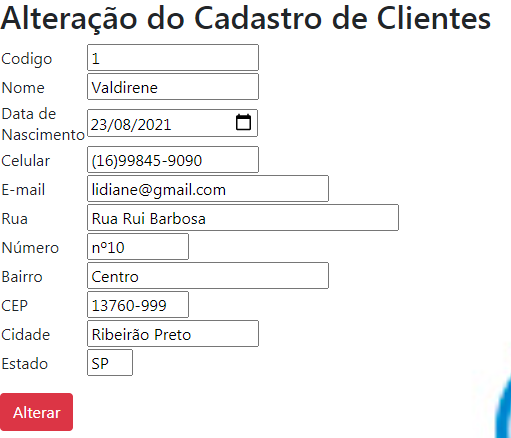 Alteração do Cadastro de Clientes
Codigo 1
Nome Valdirene
Data de
Nascimento 23/08/2021
Celular (16)99845-9090
E-mail lidiane@gmail.com
Rua Rua Rui Barbosa
Número nº10
Bairro Centro
CEP 13760-999
Cidade Ribeirão Preto
Estado SP
Alterar